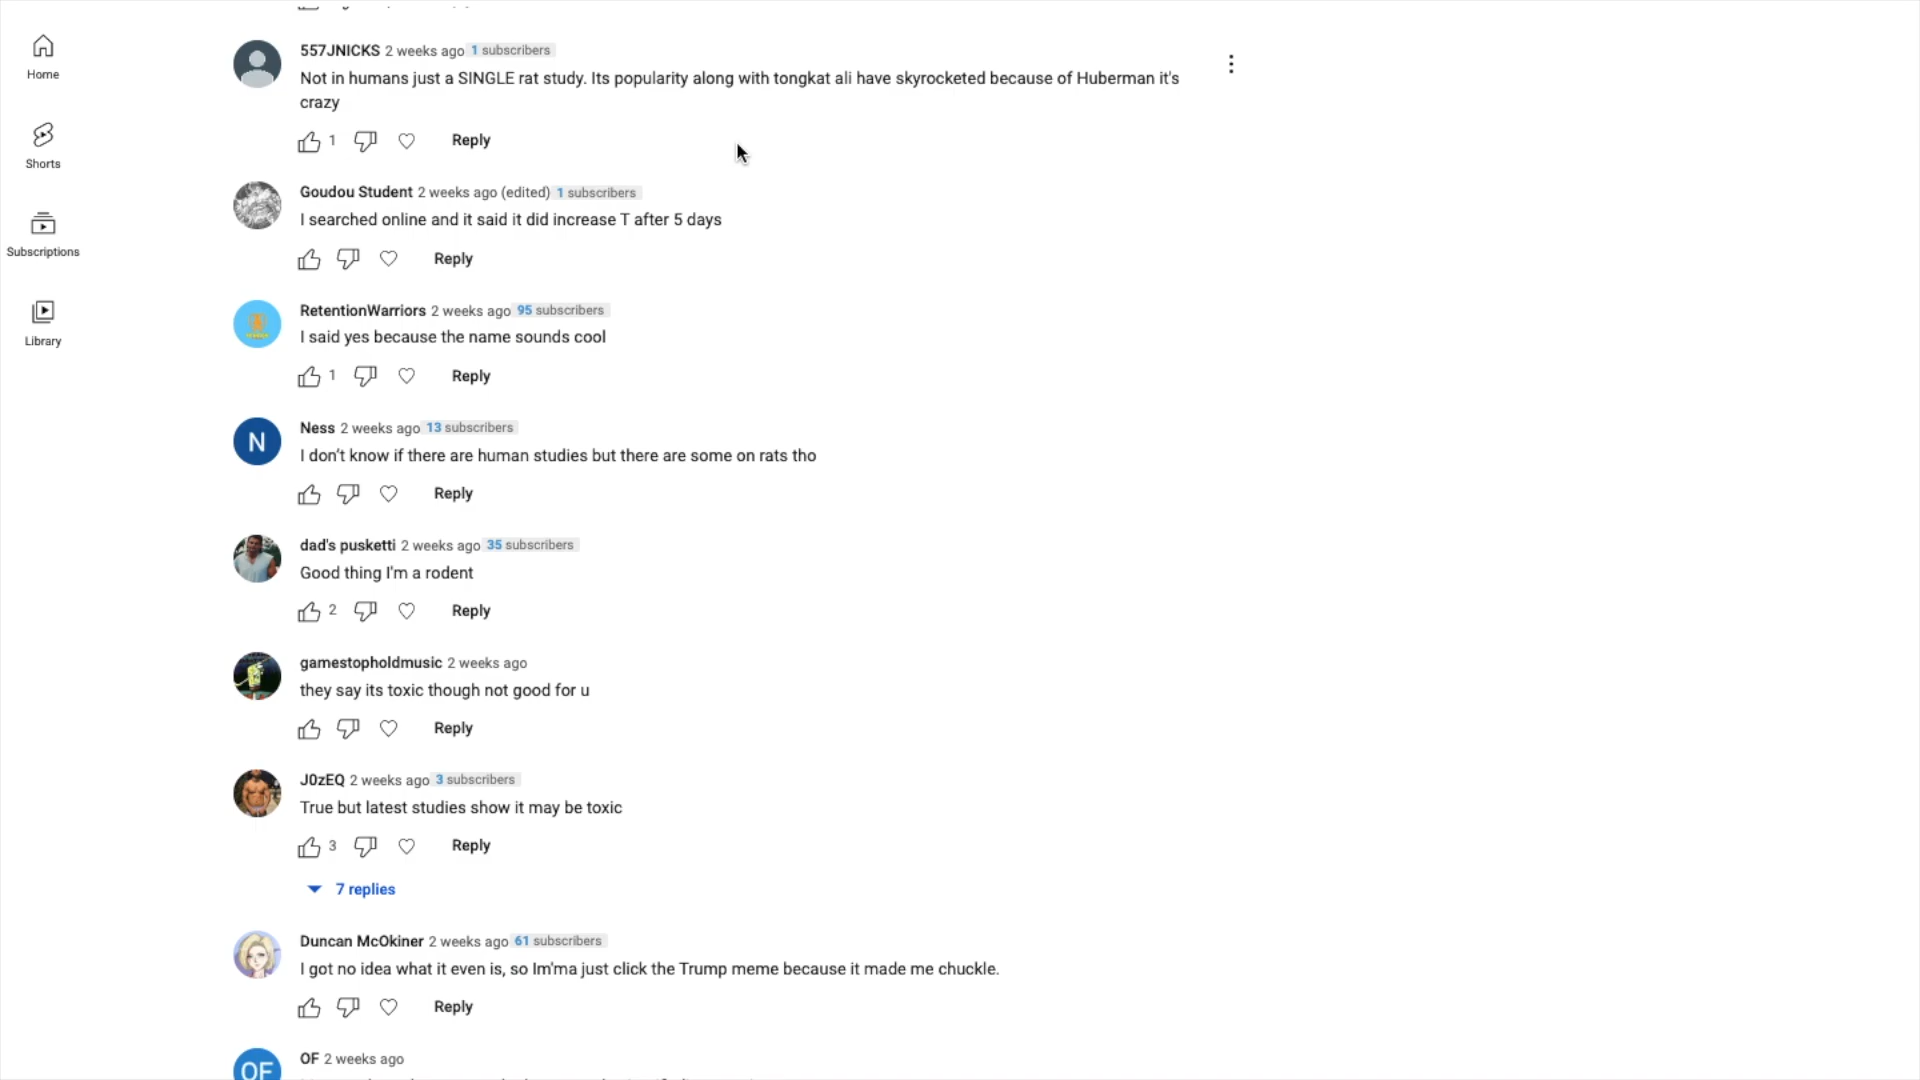 Home
Shorts
Subscriptions
Library
557JNICKS 2 weeks ago 1 subscribers
Not in humans just a SINGLE rat study. Its popularity along with tongkat ali have skyrocketed because of Huberman it's
crazy
1 Reply
Goudou Student 2 weeks ago (edited) 1 subscribers
I searched online and it said it did increase T after 5 days
Reply
RetentionWarriors 2 weeks ago 95 subscribers
I said yes because the name sounds cool
1 Reply
N
Ness 2 weeks ago 13 subscribers
I don't know if there are human studies but there are some on rats tho
Reply
dad's pusketti 2 weeks ago 35 subscribers
Good thing I'm a rodent
2 Reply
gamestopholdmusic 2 weeks ago
they say its toxic though not good for u
Reply
J0zEQ 2 weeks ago 3 subscribers
True but latest studies show it may be toxic
3 Reply
7 replies
Duncan McOkiner 2 weeks ago 61 subscribers
I got no idea what it even is, so Im'ma just click the Trump meme because it made me chuckle.
Reply
OF
OF 2 weeks ago